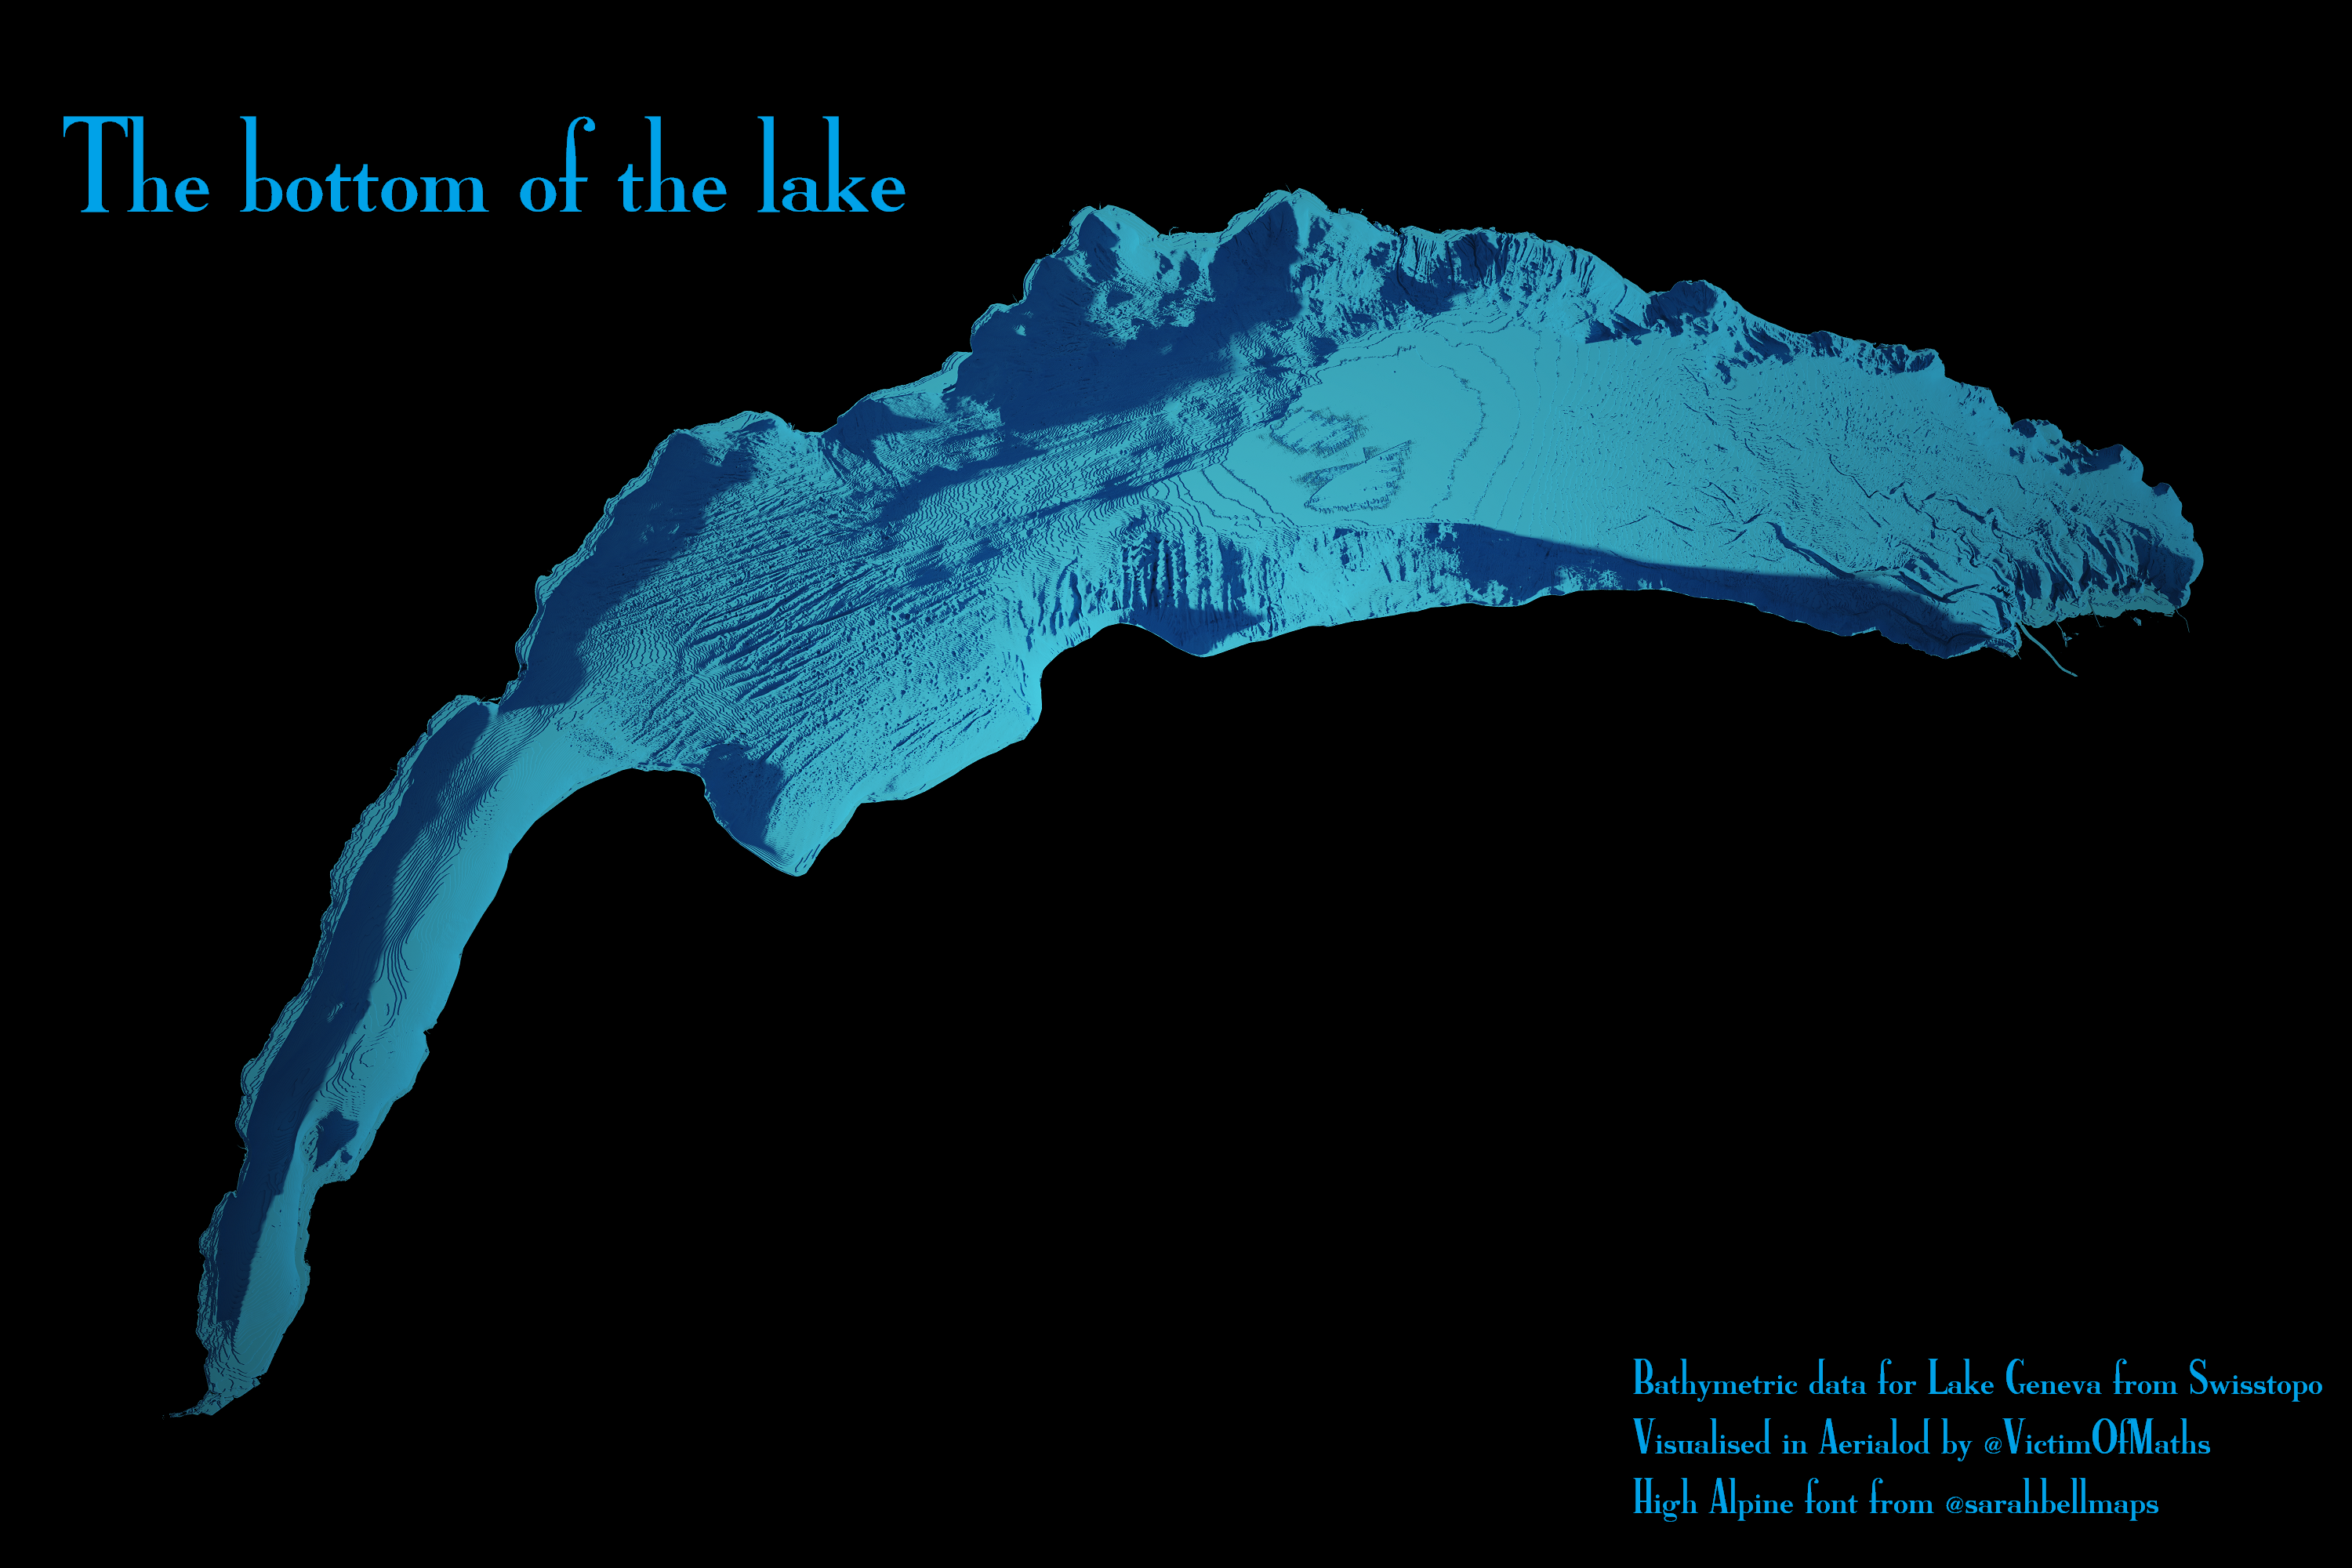 The bottom of the lake
Bathymetric data for Lake Geneva from Swisstopo
Visualised in Aerialod by @VictimOfMaths
High Alpine font from @sarahbellmaps